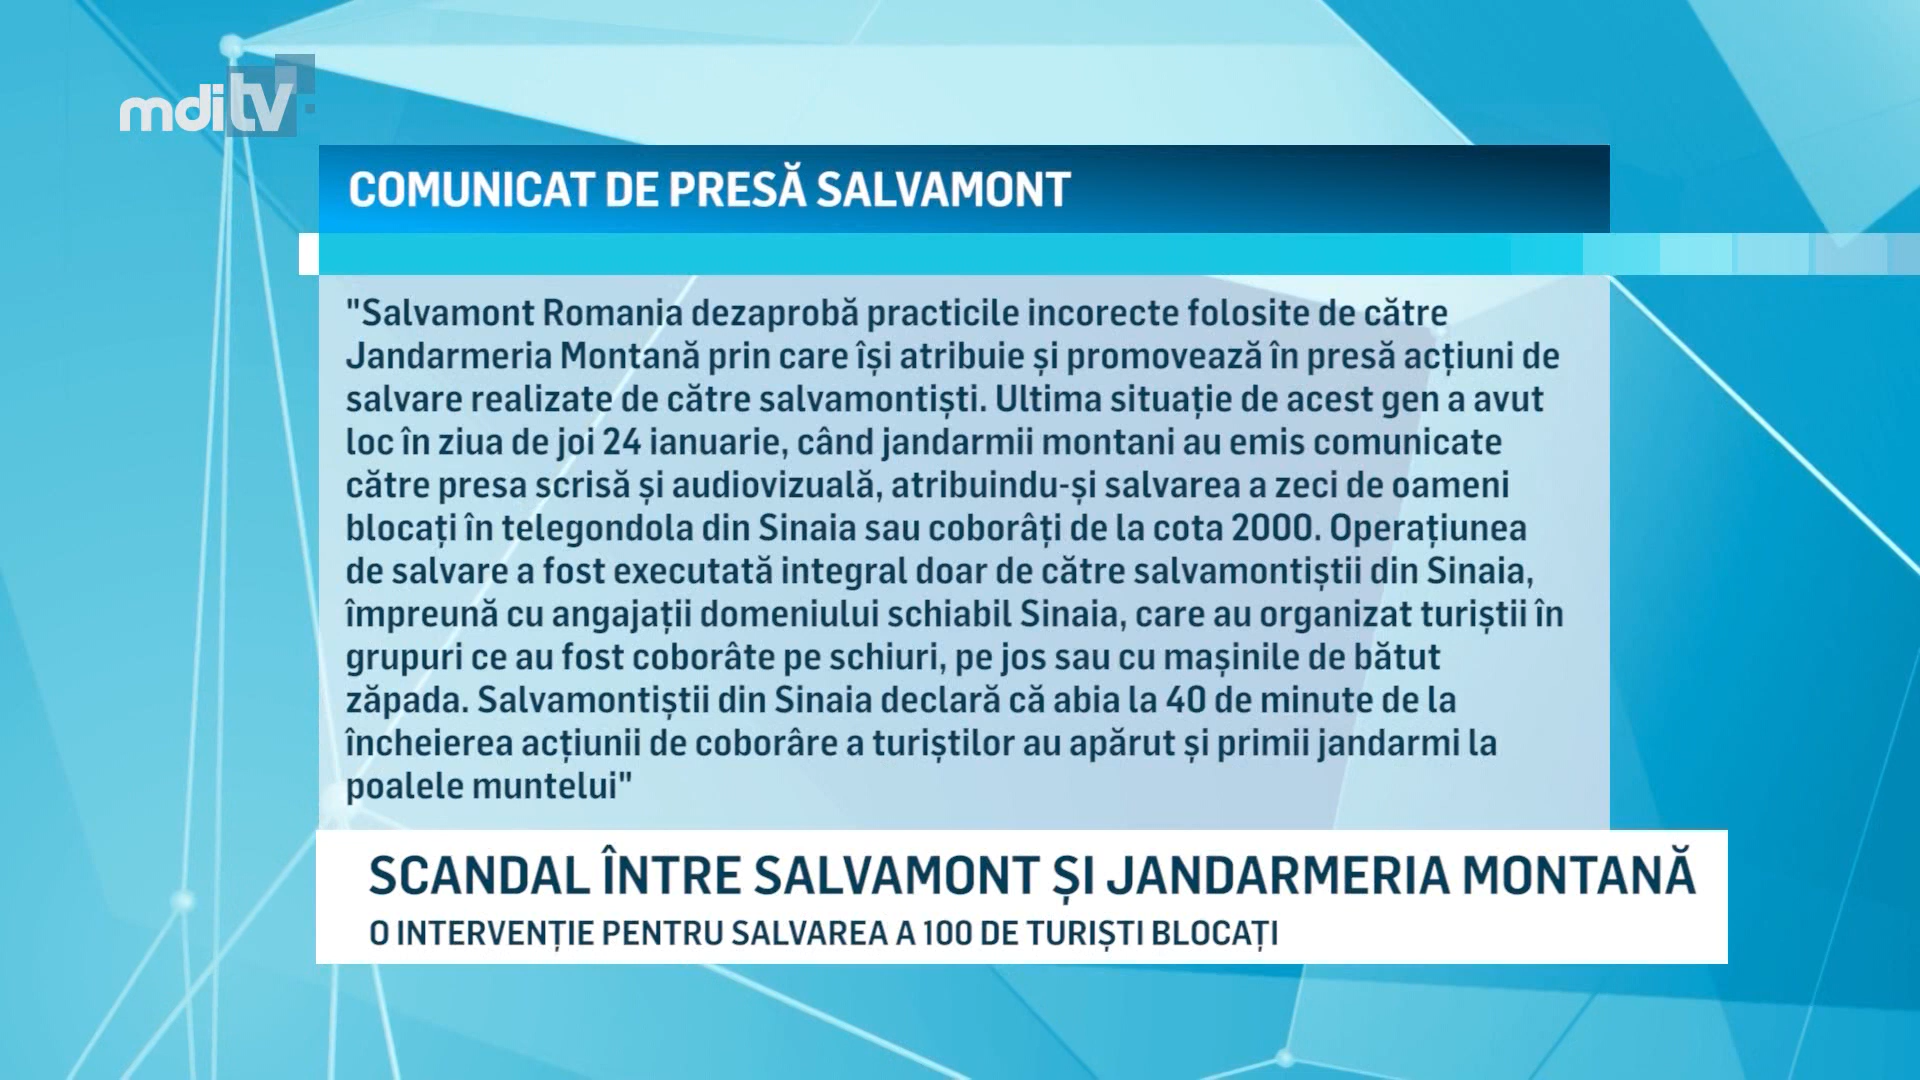 mditv
COMUNICAT DE PRESĂ SALVAMONT
"Salvamont Romania dezaprobă practicile incorecte folosite de către
Jandarmeria Montană prin care își atribuie și promovează în presă acțiuni de
salvare realizate de către salvamontiști. Ultima situație de acest gen a avut
loc în ziua de joi 24 ianuarie, când jandarmii montani au emis comunicate
către presa scrisă și audiovizuală, atribuindu-și salvarea a zeci de oameni
blocați în telegondola din Sinaia sau coborâți de la cota 2000. Operațiunea
de salvare a fost executată integral doar de către salvamontiștii din Sinaia,
împreună cu angajații domeniului schiabil Sinaia, care au organizat turiștii în
grupuri ce au fost coborâte pe schiuri, pe jos sau cu mașinile de bătut
zăpada. Salvamontiștii din Sinaia declară că abia la 40 de minute de la
încheierea acțiunii de coborâre a turiștilor au apărut și primii jandarmi la
poalele muntelui"
SCANDAL ÎNTRE SALVAMONT ȘI JANDARMERIA MONTANĂ
O INTERVENȚIE PENTRU SALVAREA A 100 DE TURIȘTI BLOCAȚI